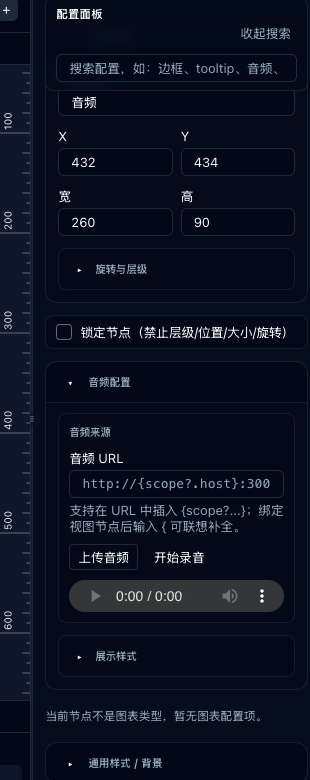 +
配置面板
收起搜索
搜索配置，如：边框、tooltip、音频、
音频
X
Y
432
434
宽
高
260
90
旋转与层级
锁定节点（禁止层级/位置/大小/旋转）
音频配置
音频来源
音频 URL
http://{scope?.host}:300
支持在 URL 中插入 {scope?...}；绑定
视图节点后输入 { 可联想补全。
上传音频
开始录音
0:00 / 0:00
展示样式
当前节点不是图表类型，暂无图表配置项。
通用样式 / 背景
100
200
300
400
500
600